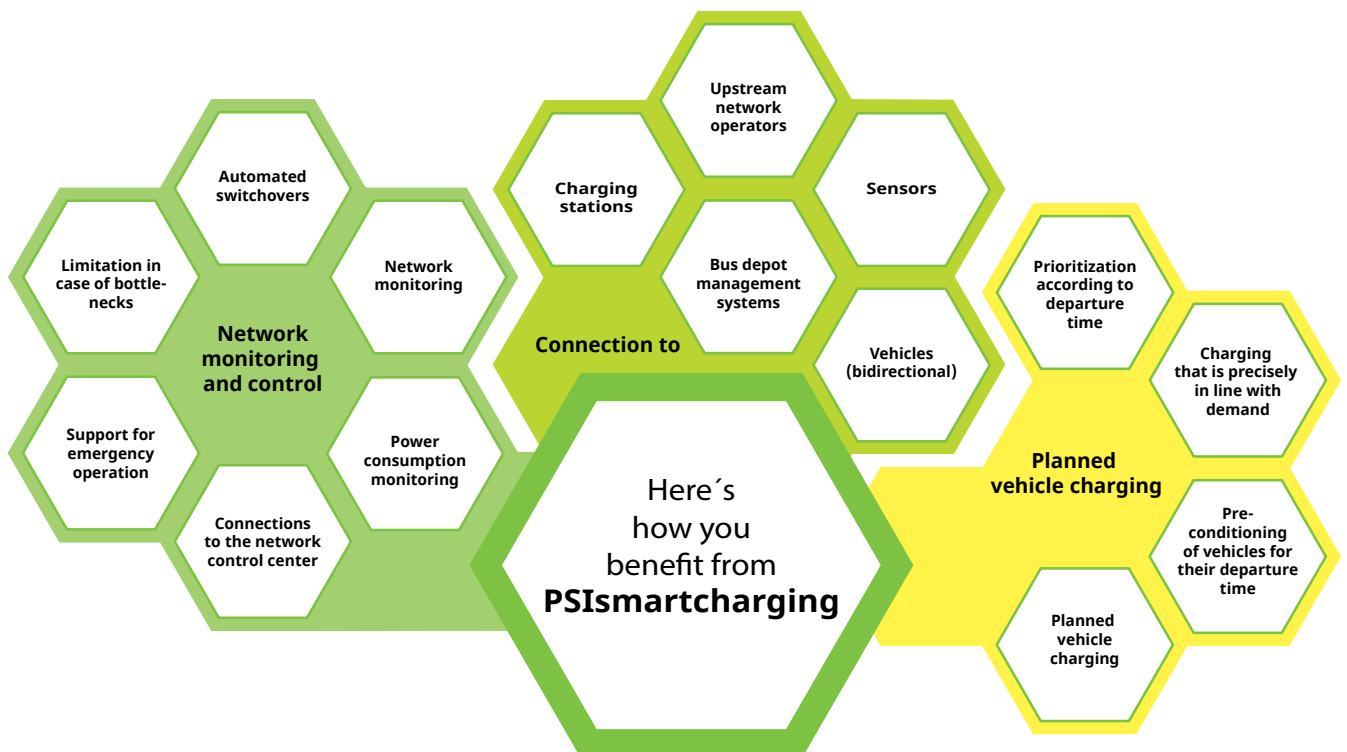 Automated
switchovers
Limitation in
case of bottle-
necks
Network
monitoring
Network
monitoring
and control
Support for
emergency
operation
Power
consumption
monitoring
Connections
to the network
control center
Upstream
network
operators
Charging
stations
Sensors
Bus depot
management
systems
Connection to
Vehicles
(bidirectional)
Prioritization
according to
departure
time
Charging
that is precisely
in line with
demand
Planned
vehicle charging
Pre-
conditioning
of vehicles for
their departure
time
Planned
vehicle
charging
Here´s
how you
benefit from
PSIsmartcharging